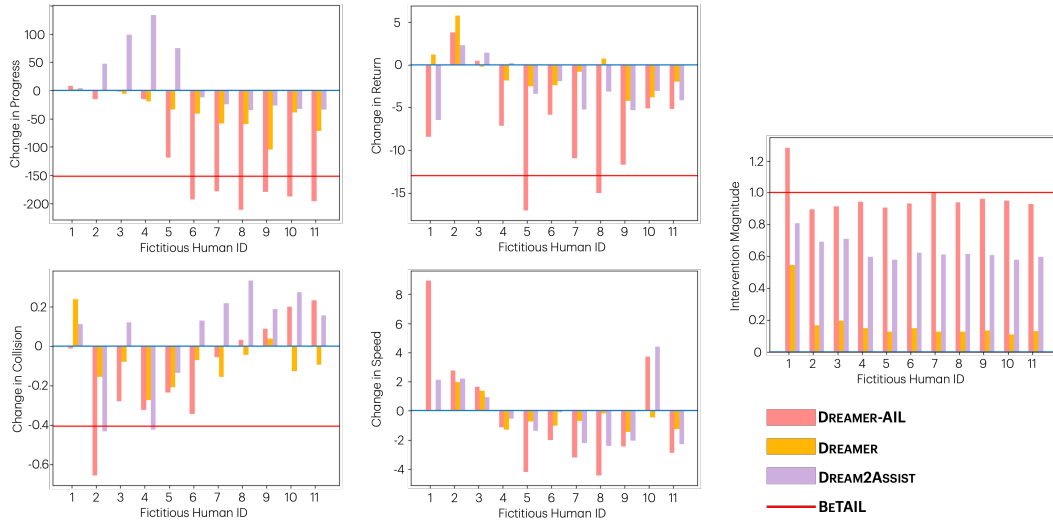 Change in Progress
100
50
0
-50
-100
-150
-200
1 2 3 4 5 6 7 8 9 10 11
Fictitious Human ID
Change in Return
5
0
-5
-10
-15
1 2 3 4 5 6 7 8 9 10 11
Fictitious Human ID
Change in Collision
0.2
0
-0.2
-0.4
-0.6
1 2 3 4 5 6 7 8 9 10 11
Fictitious Human ID
Change in Speed
8
6
4
2
0
-2
-4
1 2 3 4 5 6 7 8 9 10 11
Fictitious Human ID
Intervention Magnitude
1.2
1.0
0.8
0.6
0.4
0.2
0
1 2 3 4 5 6 7 8 9 10 11
Fictitious Human ID
DREAMER-AIL
DREAMER
DREAM2ASSIST
BETAIL